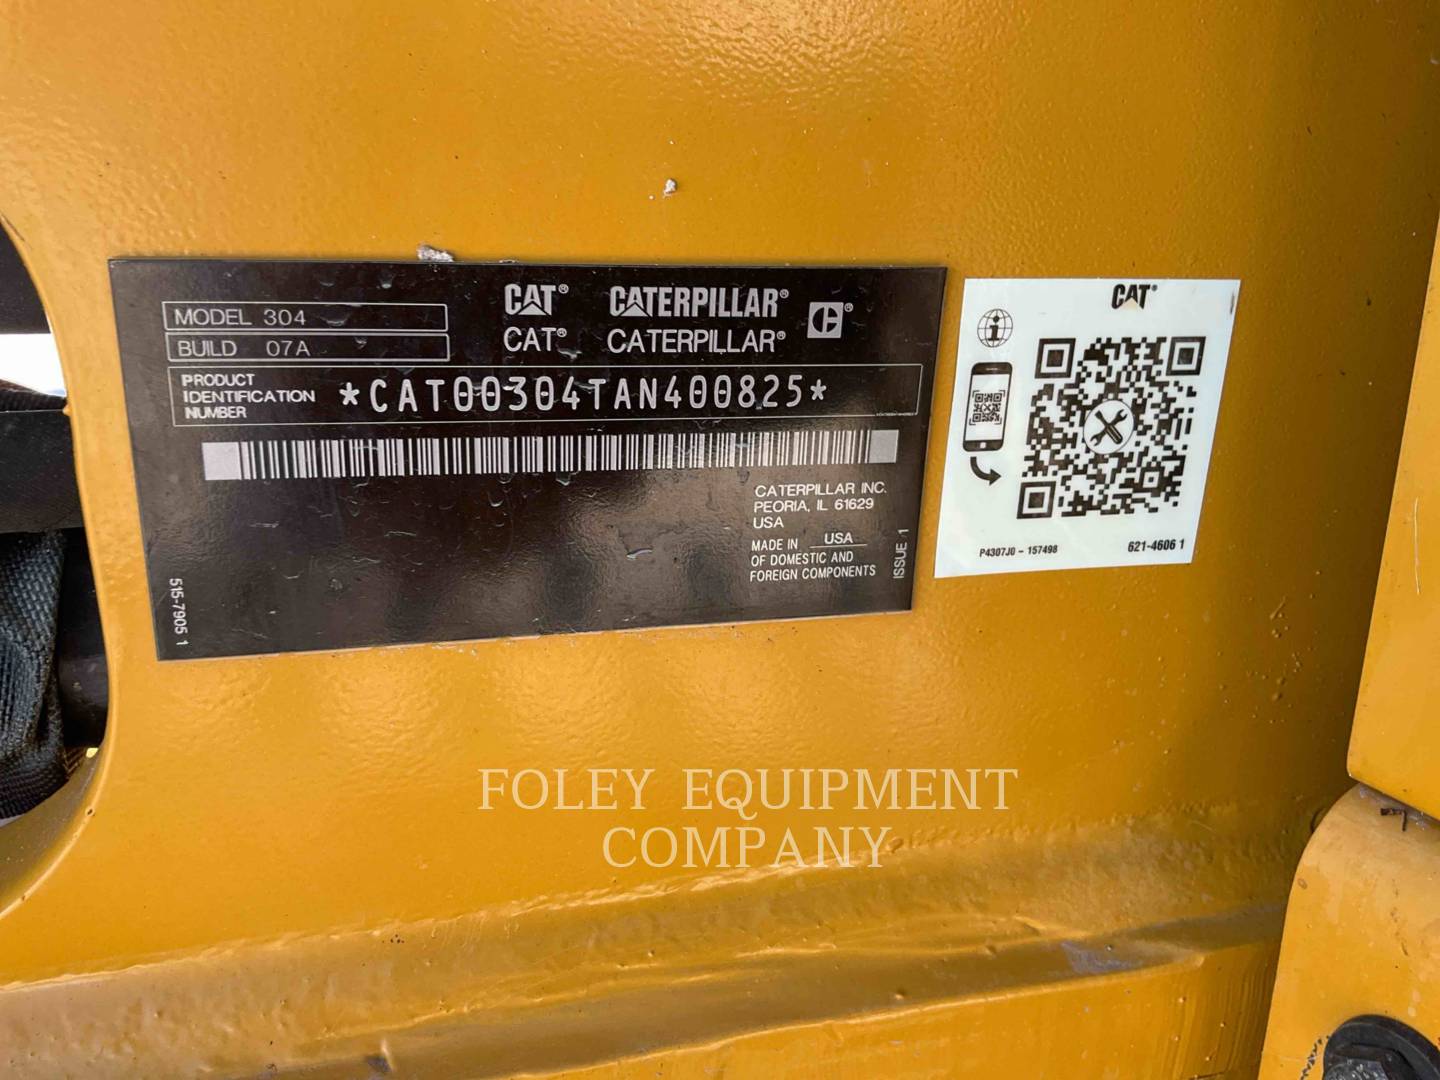 MODEL 304
BUILD 07A
CAT® CATERPILLAR® C®
CAT® CATERPILLAR®
PRODUCT
IDENTIFICATION
NUMBER
*CAT00304TAN400825*
CATERPILLAR INC.
PEORIA, IL 61629
USA
MADE IN USA
OF DOMESTIC AND
FOREIGN COMPONENTS
ISSUE 1
515-7905 1
CAT®
i
P4307J0 - 157498
621-4606 1
FOLEY EQUIPMENT
COMPANY